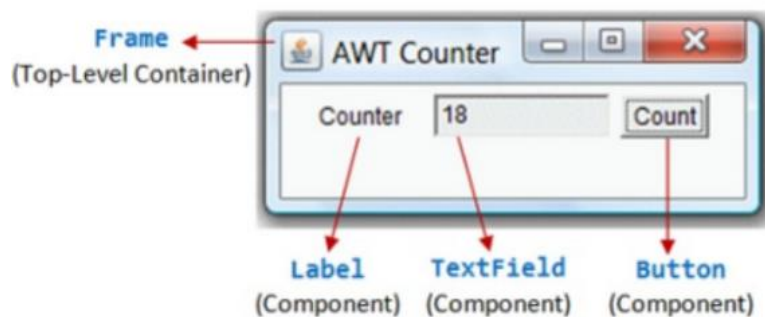 Frame
(Top-Level Container)
AWT Counter
Counter 18 Count
Label TextField Button
(Component) (Component) (Component)